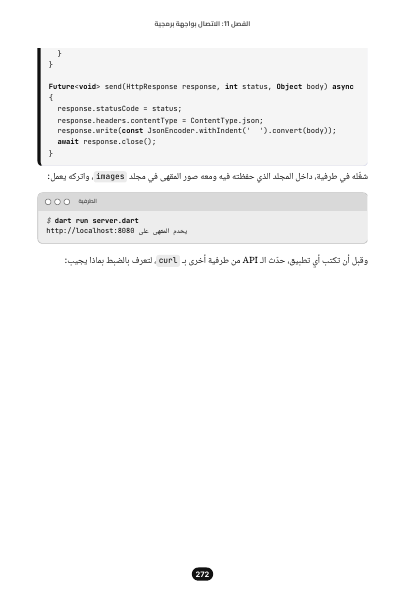 الفصل 11: الاتصال بواجهة برمجية
  }
}
Future<void> send(HttpResponse response, int status, Object body) async
{
  response.statusCode = status;
  response.headers.contentType = ContentType.json;
  response.write(const JsonEncoder.withIndent('  ').convert(body));
  await response.close();
}
شغّله في طرفية، داخل المجلد الذي حفظته فيه ومعه صور المقهى في مجلد images، واتركه يعمل:
الطرفية
$ dart run server.dart
يخدم المقهى على http://localhost:8080
وقبل أن تكتب أي تطبيق، حدّث الـ API من طرفية أخرى بـ curl، لتعرف بالضبط بماذا يجيب:
272